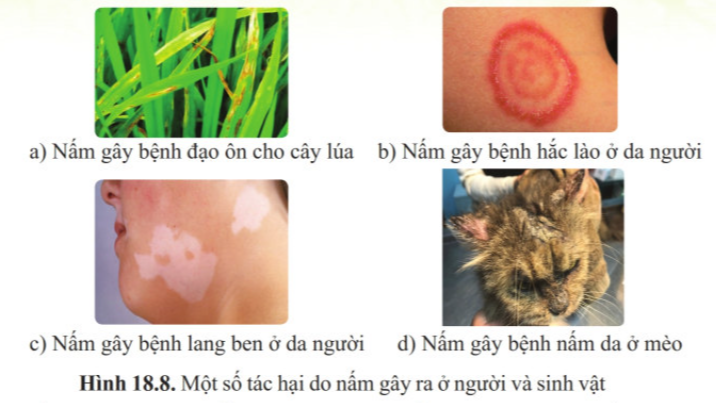 a) Nấm gây bệnh đạo ôn cho cây lúa
b) Nấm gây bệnh hắc lào ở da người
c) Nấm gây bệnh lang ben ở da người
d) Nấm gây bệnh nấm da ở mèo
Hình 18.8. Một số tác hại do nấm gây ra ở người và sinh vật